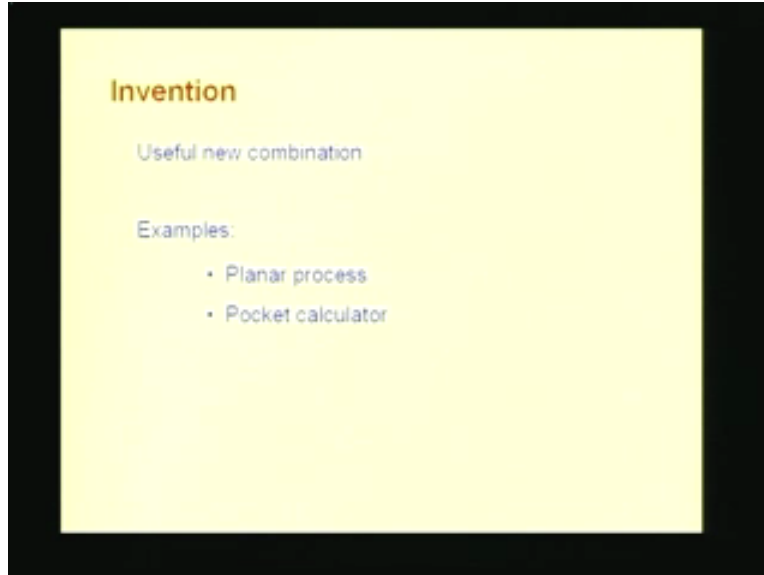 Invention
Useful new combination
Examples:
• Planar process
• Pocket calculator